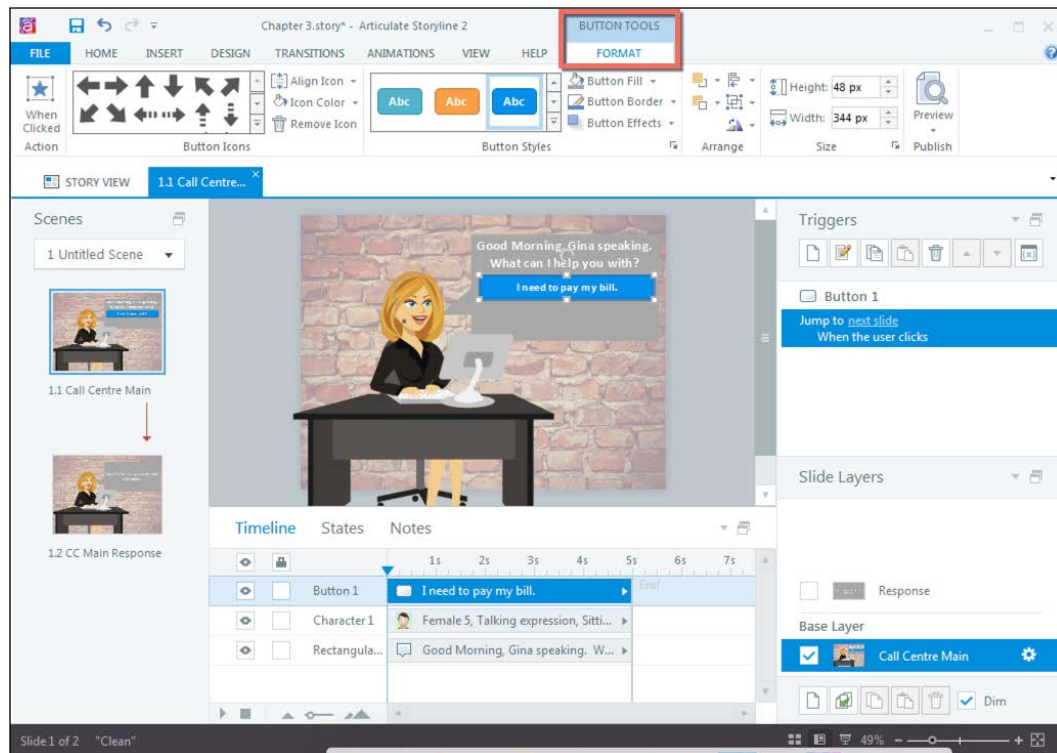 Chapter 3.story* - Articulate Storyline 2
BUTTON TOOLS
FILE HOME INSERT DESIGN TRANSITIONS ANIMATIONS VIEW HELP FORMAT
When Clicked
Action
Align Icon
Icon Color
Remove Icon
Button Icons
Abc Abc Abc
Button Styles
Button Fill
Button Border
Button Effects
Arrange
Height: 48 px
Width: 344 px
Size
Preview
Publish
STORY VIEW
1.1 Call Centre...
Scenes
1 Untitled Scene
1.1 Call Centre Main
1.2 CC Main Response
Good Morning, Gina speaking.
What can I help you with?
I need to pay my bill.
Triggers
Button 1
Jump to next slide
When the user clicks
Slide Layers
Response
Base Layer
Call Centre Main
Dim
Timeline States Notes
1s 2s 3s 4s 5s 6s 7s
Button 1 I need to pay my bill. End
Character 1 Female 5, Talking expression, Sitti...
Rectangula... Good Morning, Gina speaking. W...
Slide 1 of 2 "Clean"
49%